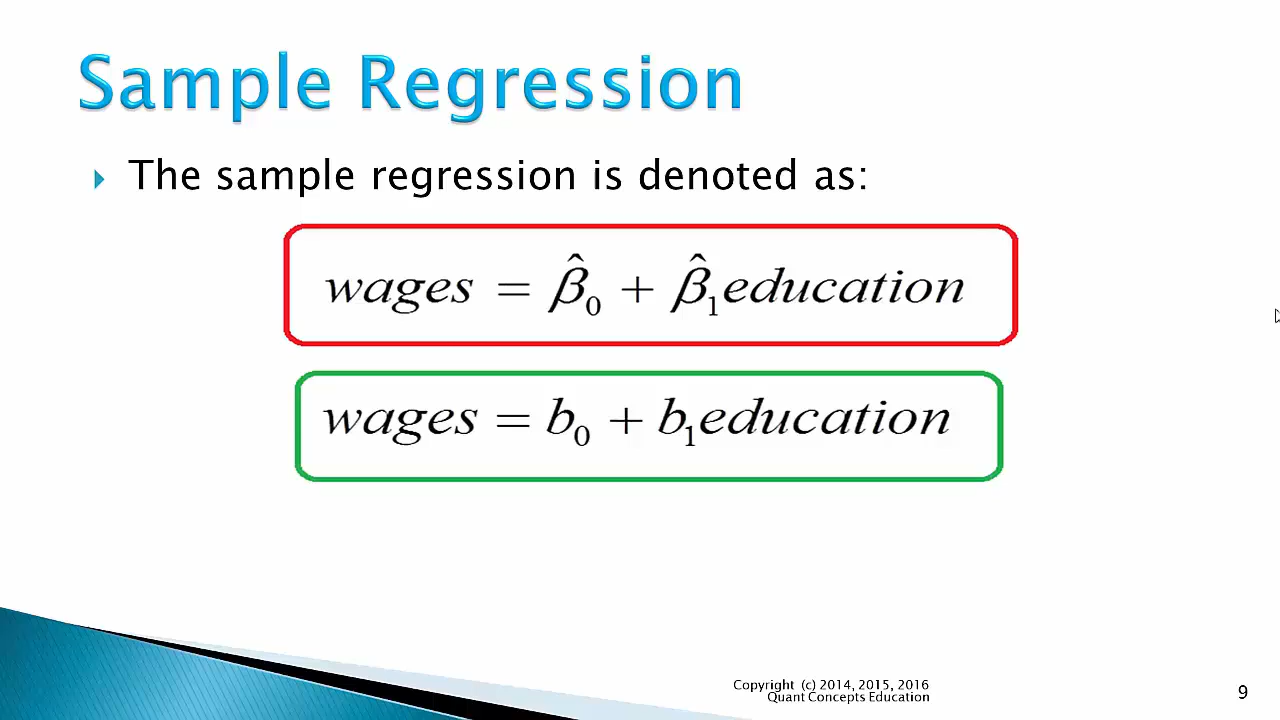 Sample Regression
The sample regression is denoted as:
wages = β̂₀ + β̂₁education
wages = b₀ + b₁education
Copyright (c) 2014, 2015, 2016
Quant Concepts Education
9